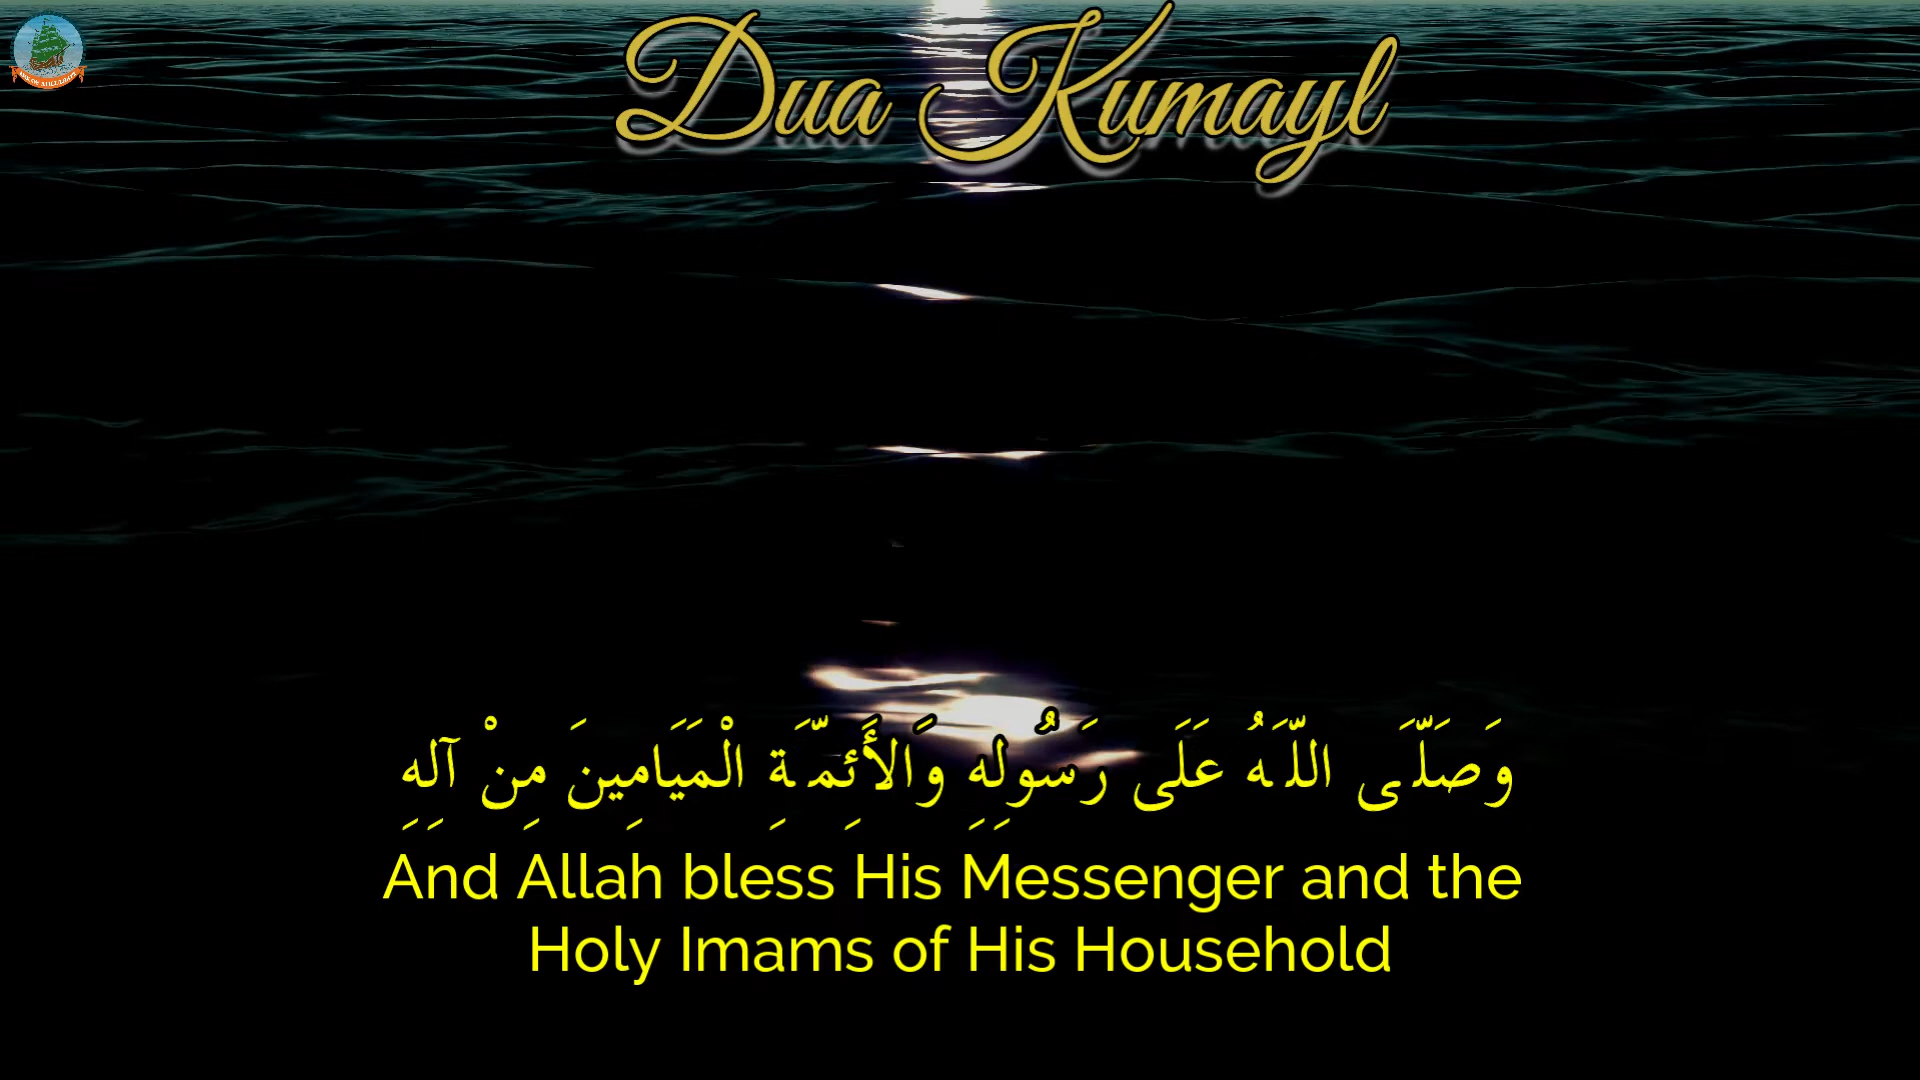 Dua Kumayl
وَصَلَّى اللّهُ عَلَى رَسُولِهِ وَالأَئِمَّةِ الْمَيَامِينَ مِنْ آلِهِ
And Allah bless His Messenger and the
Holy Imams of His Household